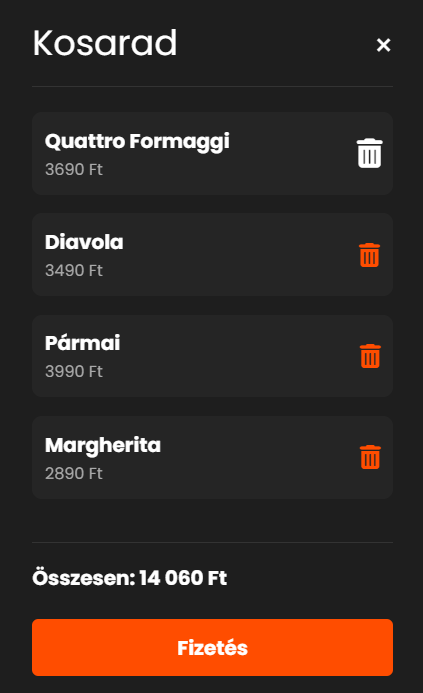 Kosarad
Quattro Formaggi
3690 Ft
Diavola
3490 Ft
Pármai
3990 Ft
Margherita
2890 Ft
Összesen: 14 060 Ft
Fizetés